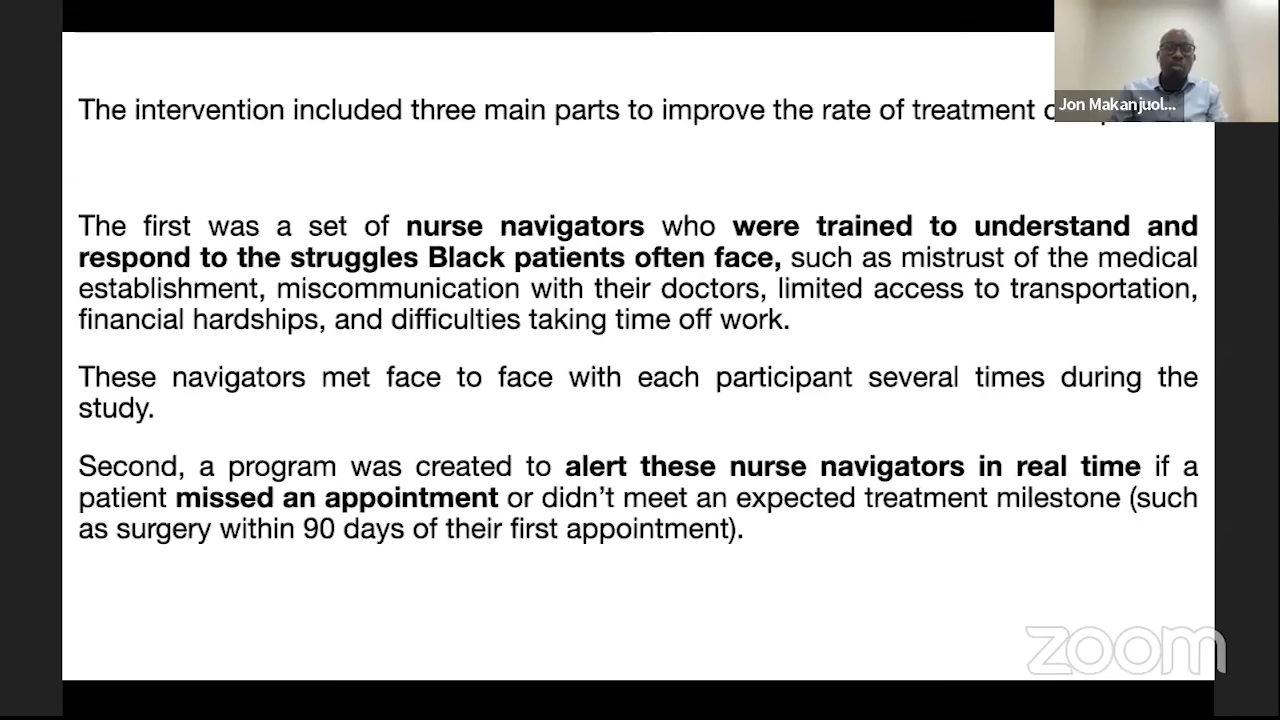 The intervention included three main parts to improve the rate of treatment
Jon Makanjuol...
The first was a set of nurse navigators who were trained to understand and
respond to the struggles Black patients often face, such as mistrust of the medical
establishment, miscommunication with their doctors, limited access to transportation,
financial hardships, and difficulties taking time off work.
These navigators met face to face with each participant several times during the
study.
Second, a program was created to alert these nurse navigators in real time if a
patient missed an appointment or didn’t meet an expected treatment milestone (such
as surgery within 90 days of their first appointment).
zoom